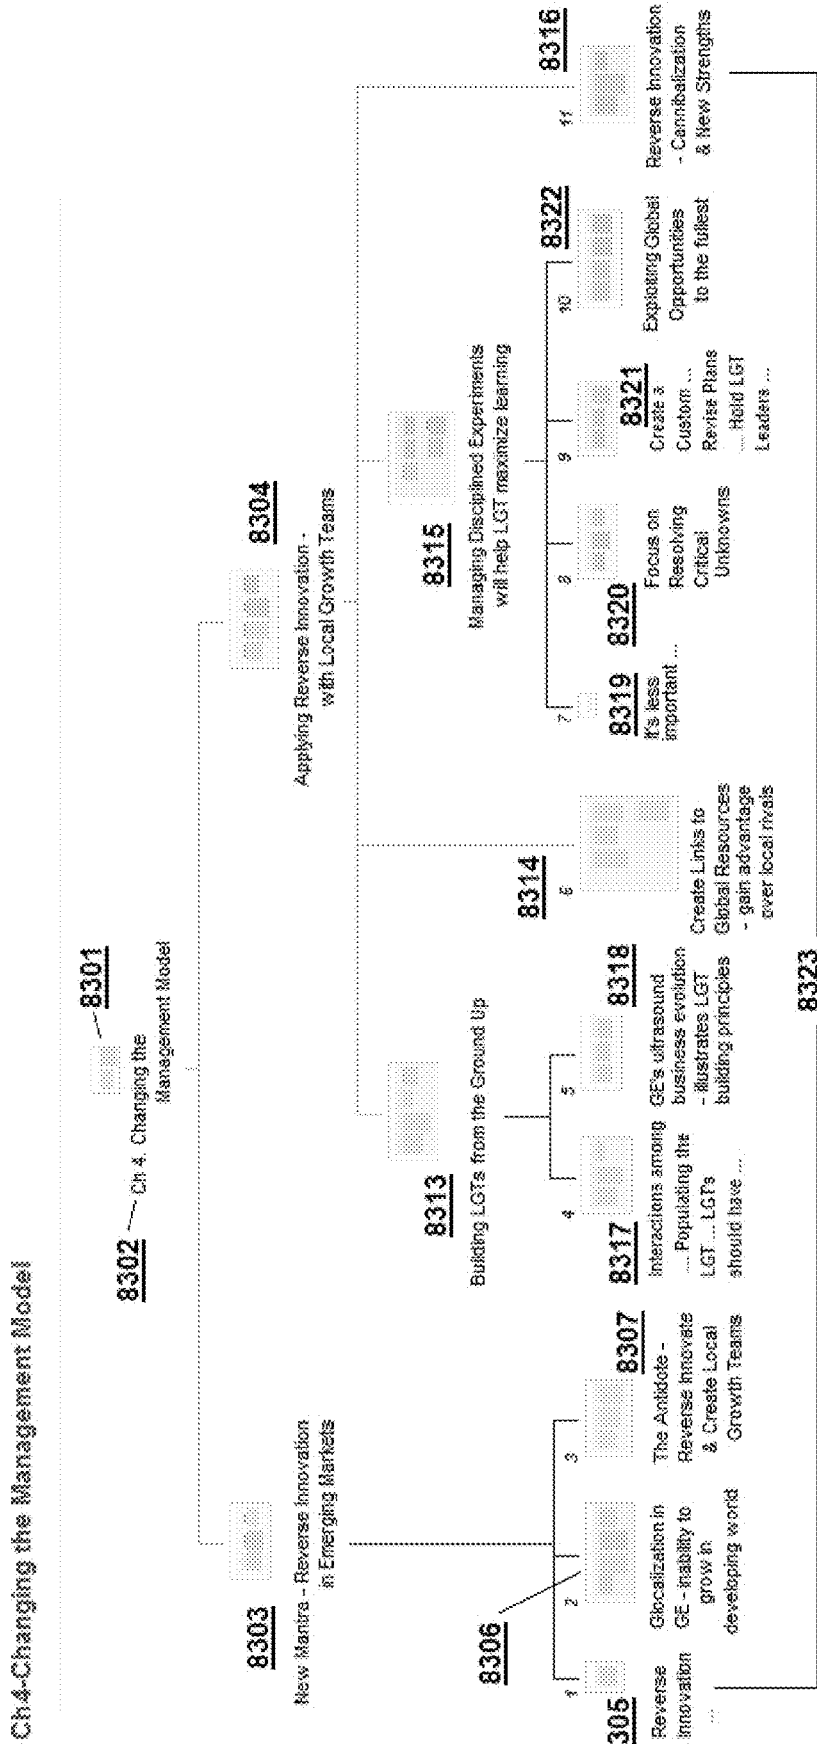 Ch4-Changing the Management Model
8301
8302
Ch 4. Changing the
Management Model
8303
New Mantra - Reverse Innovation
in Emerging Markets
8304
Applying Reverse Innovation -
with Local Growth Teams
8313
Building LGTs from the Ground Up
8315
Managing Disciplined Experiments
will help LGT maximize learning
305
1
Reverse
Innovation
...
8306
2
Glocalization in
GE - inability to
grow in
developing world
8307
3
The Antidote -
Reverse Innovate
& Create Local
Growth Teams
8317
4
Interactions among
... Populating the
LGT ... LGTs
should have ...
8318
5
GE's ultrasound
business evolution
- illustrates LGT
building principles
8314
6
Create Links to
Global Resources
- gain advantage
over local rivals
8319
7
It's less
important ...
8320
8
Focus on
Resolving
Critical
Unknowns
8321
9
Create a
Custom ...
Revise Plans
... Hold LGT
Leaders ...
8322
10
Exploiting Global
Opportunities
to the fullest
8316
11
Reverse Innovation
- Cannibalization
& New Strengths
8323